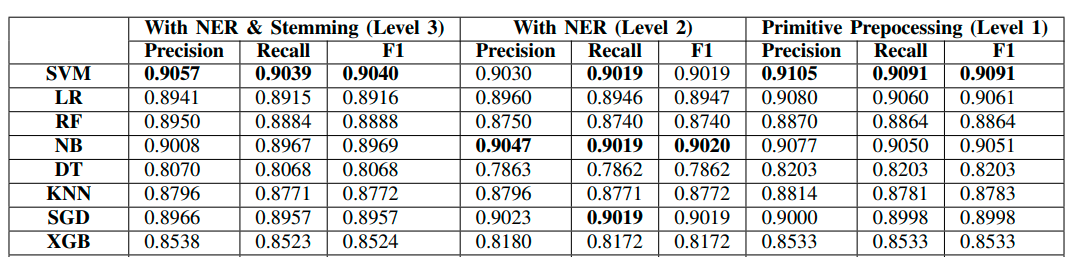 With NER & Stemming (Level 3) With NER (Level 2) Primitive Prepocessing (Level 1)
Precision Recall F1 Precision Recall F1 Precision Recall F1
SVM 0.9057 0.9039 0.9040 0.9030 0.9019 0.9019 0.9105 0.9091 0.9091
LR 0.8941 0.8915 0.8916 0.8960 0.8946 0.8947 0.9080 0.9060 0.9061
RF 0.8950 0.8884 0.8888 0.8750 0.8740 0.8740 0.8870 0.8864 0.8864
NB 0.9008 0.8967 0.8969 0.9047 0.9019 0.9020 0.9077 0.9050 0.9051
DT 0.8070 0.8068 0.8068 0.7863 0.7862 0.7862 0.8203 0.8203 0.8203
KNN 0.8796 0.8771 0.8772 0.8796 0.8771 0.8772 0.8814 0.8781 0.8783
SGD 0.8966 0.8957 0.8957 0.9023 0.9019 0.9019 0.9000 0.8998 0.8998
XGB 0.8538 0.8523 0.8524 0.8180 0.8172 0.8172 0.8533 0.8533 0.8533